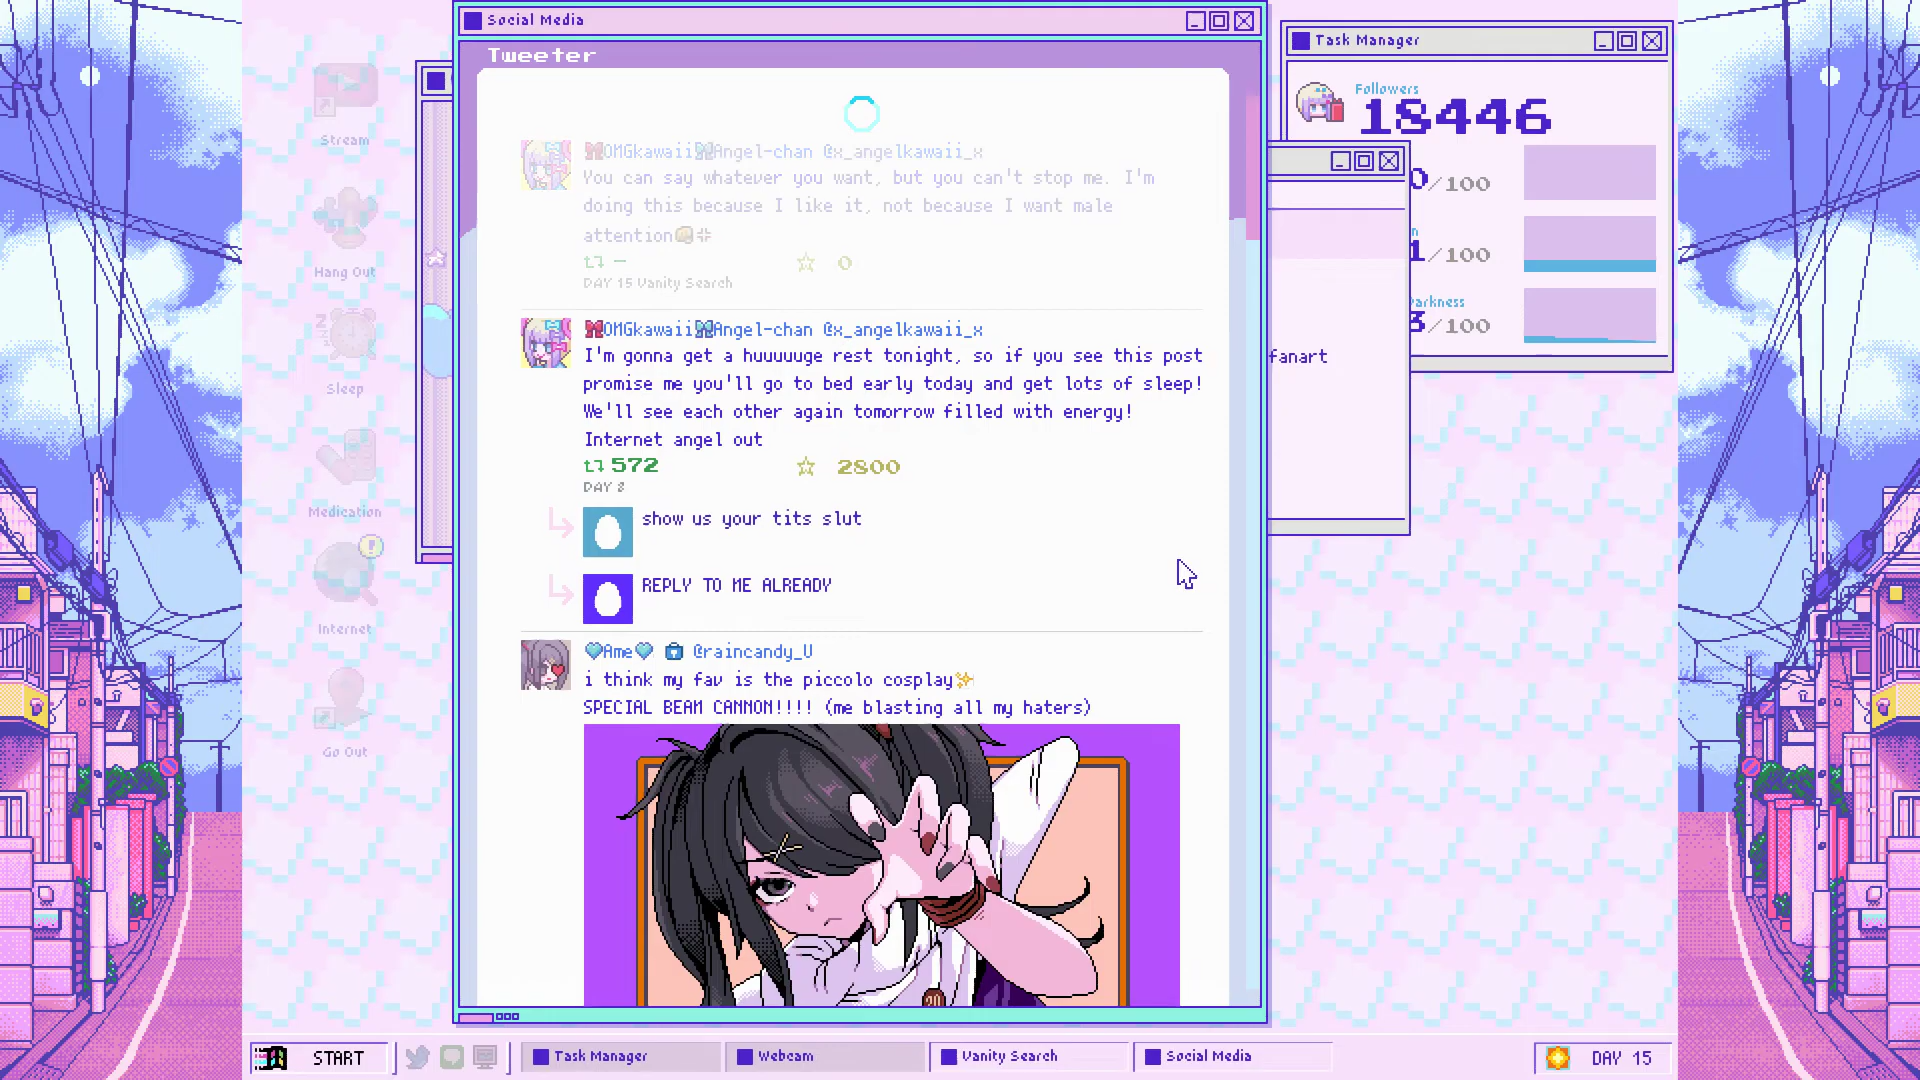 Social Media
Tweeter
🎀OMGkawaii🎀Angel-chan @x_angelkawaii_x
You can say whatever you want, but you can't stop me. I'm
doing this because I like it, not because I want male
attention
–
0
DAY 15 Vanity Search
🎀OMGkawaii🎀Angel-chan @x_angelkawaii_x
I'm gonna get a huuuuuge rest tonight, so if you see this post
promise me you'll go to bed early today and get lots of sleep!
We'll see each other again tomorrow filled with energy!
Internet angel out
572
2800
DAY 8
show us your tits slut
REPLY TO ME ALREADY
🩵Ame🩵 @raincandy_U
i think my fav is the piccolo cosplay✨
SPECIAL BEAM CANNON!!!! (me blasting all my haters)
Stream
Hang Out
Sleep
Medication
Internet
Go Out
Task Manager
Followers
18446
/100
/100
arkness
/100
fanart
START
Task Manager
Webcam
Vanity Search
Social Media
DAY 15